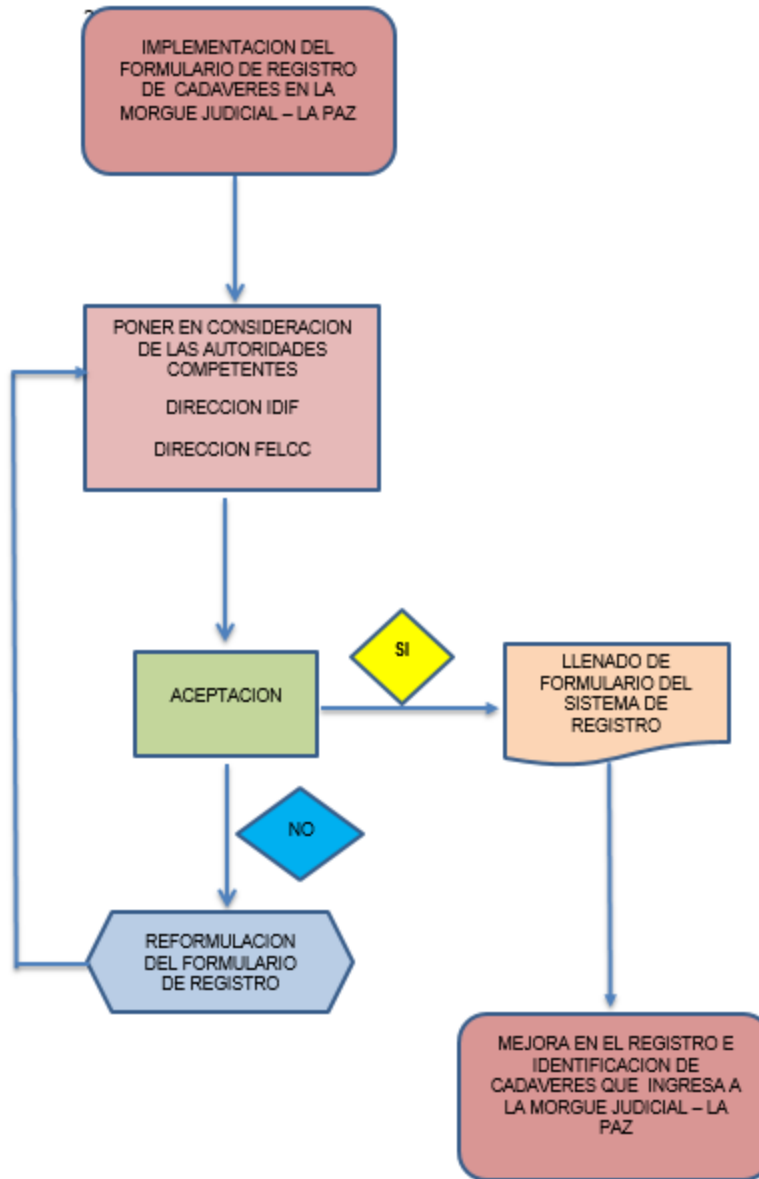 IMPLEMENTACION DEL
FORMULARIO DE REGISTRO
DE CADAVERES EN LA
MORGUE JUDICIAL – LA PAZ
PONER EN CONSIDERACION
DE LAS AUTORIDADES
COMPETENTES
DIRECCION IDIF
DIRECCION FELCC
ACEPTACION
SI
LLENADO DE
FORMULARIO DEL
SISTEMA DE
REGISTRO
NO
REFORMULACION
DEL FORMULARIO
DE REGISTRO
MEJORA EN EL REGISTRO E
IDENTIFICACION DE
CADAVERES QUE INGRESA A
LA MORGUE JUDICIAL – LA
PAZ